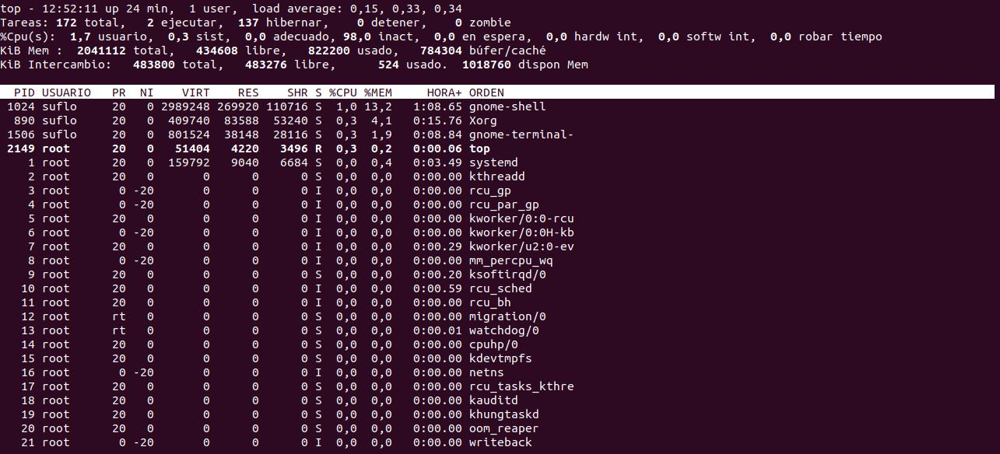 top - 12:52:11 up 24 min,  1 user,  load average: 0,15, 0,33, 0,34
Tareas: 172 total,   2 ejecutar,  137 hibernar,    0 detener,    0 zombie
%Cpu(s):  1,7 usuario,  0,3 sist,  0,0 adecuado, 98,0 inact,  0,0 en espera,  0,0 hardw int,  0,0 softw int,  0,0 robar tiempo
KiB Mem :  2041112 total,   434608 libre,   822200 usado,   784304 búfer/caché
KiB Intercambio:   483800 total,   483276 libre,      524 usado.  1018760 dispon Mem
  PID USUARIO   PR  NI    VIRT    RES    SHR S %CPU %MEM     HORA+ ORDEN
 1024 suflo     20   0 2989248 269920 110716 S  1,0 13,2   1:08.65 gnome-shell
  890 suflo     20   0  409740  83588  53240 S  0,3  4,1   0:15.76 Xorg
 1506 suflo     20   0  801524  38148  28116 S  0,3  1,9   0:08.84 gnome-terminal-
 2149 root      20   0   51404   4220   3496 R  0,3  0,2   0:00.06 top
    1 root      20   0  159792   9040   6684 S  0,0  0,4   0:03.49 systemd
    2 root      20   0       0      0      0 S  0,0  0,0   0:00.00 kthreadd
    3 root       0 -20       0      0      0 I  0,0  0,0   0:00.00 rcu_gp
    4 root       0 -20       0      0      0 I  0,0  0,0   0:00.00 rcu_par_gp
    5 root      20   0       0      0      0 I  0,0  0,0   0:00.00 kworker/0:0-rcu
    6 root       0 -20       0      0      0 I  0,0  0,0   0:00.00 kworker/0:0H-kb
    7 root      20   0       0      0      0 I  0,0  0,0   0:00.29 kworker/u2:0-ev
    8 root       0 -20       0      0      0 I  0,0  0,0   0:00.00 mm_percpu_wq
    9 root      20   0       0      0      0 S  0,0  0,0   0:00.20 ksoftirqd/0
   10 root      20   0       0      0      0 I  0,0  0,0   0:00.59 rcu_sched
   11 root      20   0       0      0      0 I  0,0  0,0   0:00.00 rcu_bh
   12 root      rt   0       0      0      0 S  0,0  0,0   0:00.00 migration/0
   13 root      rt   0       0      0      0 S  0,0  0,0   0:00.01 watchdog/0
   14 root      20   0       0      0      0 S  0,0  0,0   0:00.00 cpuhp/0
   15 root      20   0       0      0      0 S  0,0  0,0   0:00.00 kdevtmpfs
   16 root       0 -20       0      0      0 I  0,0  0,0   0:00.00 netns
   17 root      20   0       0      0      0 S  0,0  0,0   0:00.00 rcu_tasks_kthre
   18 root      20   0       0      0      0 S  0,0  0,0   0:00.00 kauditd
   19 root      20   0       0      0      0 S  0,0  0,0   0:00.00 khungtaskd
   20 root      20   0       0      0      0 S  0,0  0,0   0:00.00 oom_reaper
   21 root       0 -20       0      0      0 I  0,0  0,0   0:00.00 writeback